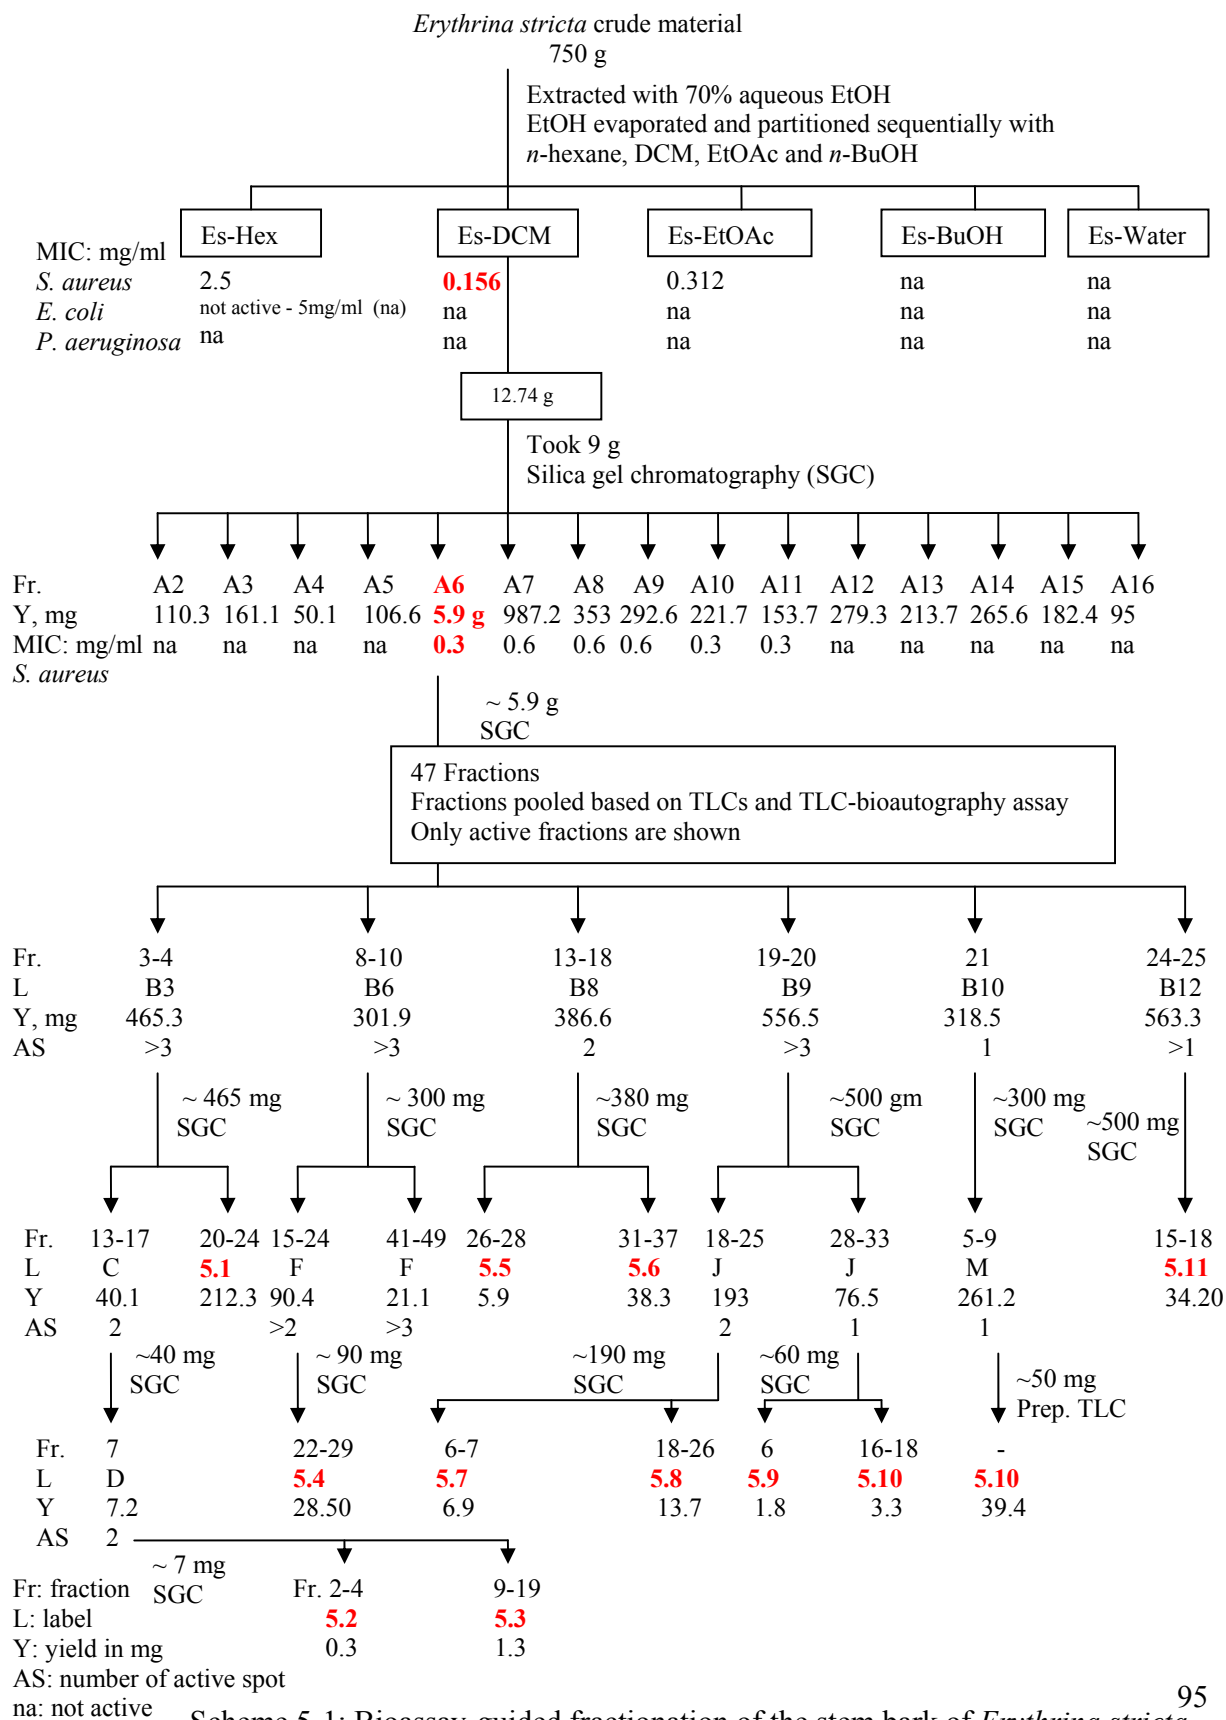 Erythrina stricta crude material
750 g
Extracted with 70% aqueous EtOH
EtOH evaporated and partitioned sequentially with
n-hexane, DCM, EtOAc and n-BuOH
Es-Hex Es-DCM Es-EtOAc Es-BuOH Es-Water
MIC: mg/ml
S. aureus 2.5 0.156 0.312 na na
E. coli not active - 5mg/ml (na) na na na na
P. aeruginosa na na na na na
12.74 g
Took 9 g
Silica gel chromatography (SGC)
Fr. A2 A3 A4 A5 A6 A7 A8 A9 A10 A11 A12 A13 A14 A15 A16
Y, mg 110.3 161.1 50.1 106.6 5.9 g 987.2 353 292.6 221.7 153.7 279.3 213.7 265.6 182.4 95
MIC: mg/ml na na na na 0.3 0.6 0.6 0.6 0.3 0.3 na na na na na
S. aureus
~ 5.9 g
SGC
47 Fractions
Fractions pooled based on TLCs and TLC-bioautography assay
Only active fractions are shown
Fr. 3-4 8-10 13-18 19-20 21 24-25
L B3 B6 B8 B9 B10 B12
Y, mg 465.3 301.9 386.6 556.5 318.5 563.3
AS >3 >3 2 >3 1 >1
~ 465 mg ~ 300 mg ~380 mg ~500 gm ~300 mg ~500 mg
SGC SGC SGC SGC SGC SGC
Fr. 13-17 20-24 15-24 41-49 26-28 31-37 18-25 28-33 5-9 15-18
L C 5.1 F F 5.5 5.6 J J M 5.11
Y 40.1 212.3 90.4 21.1 5.9 38.3 193 76.5 261.2 34.20
AS 2 >2 >3 2 1 1
~40 mg ~ 90 mg ~190 mg ~60 mg ~50 mg
SGC SGC SGC SGC Prep. TLC
Fr. 7 22-29 6-7 18-26 6 16-18 -
L D 5.4 5.7 5.8 5.9 5.10 5.10
Y 7.2 28.50 6.9 13.7 1.8 3.3 39.4
AS 2
~ 7 mg
SGC
Fr: fraction Fr. 2-4 9-19
L: label 5.2 5.3
Y: yield in mg 0.3 1.3
AS: number of active spot
na: not active
95
Scheme 5-1: Bioassay-guided fractionation of the stem bark of Erythrina stricta